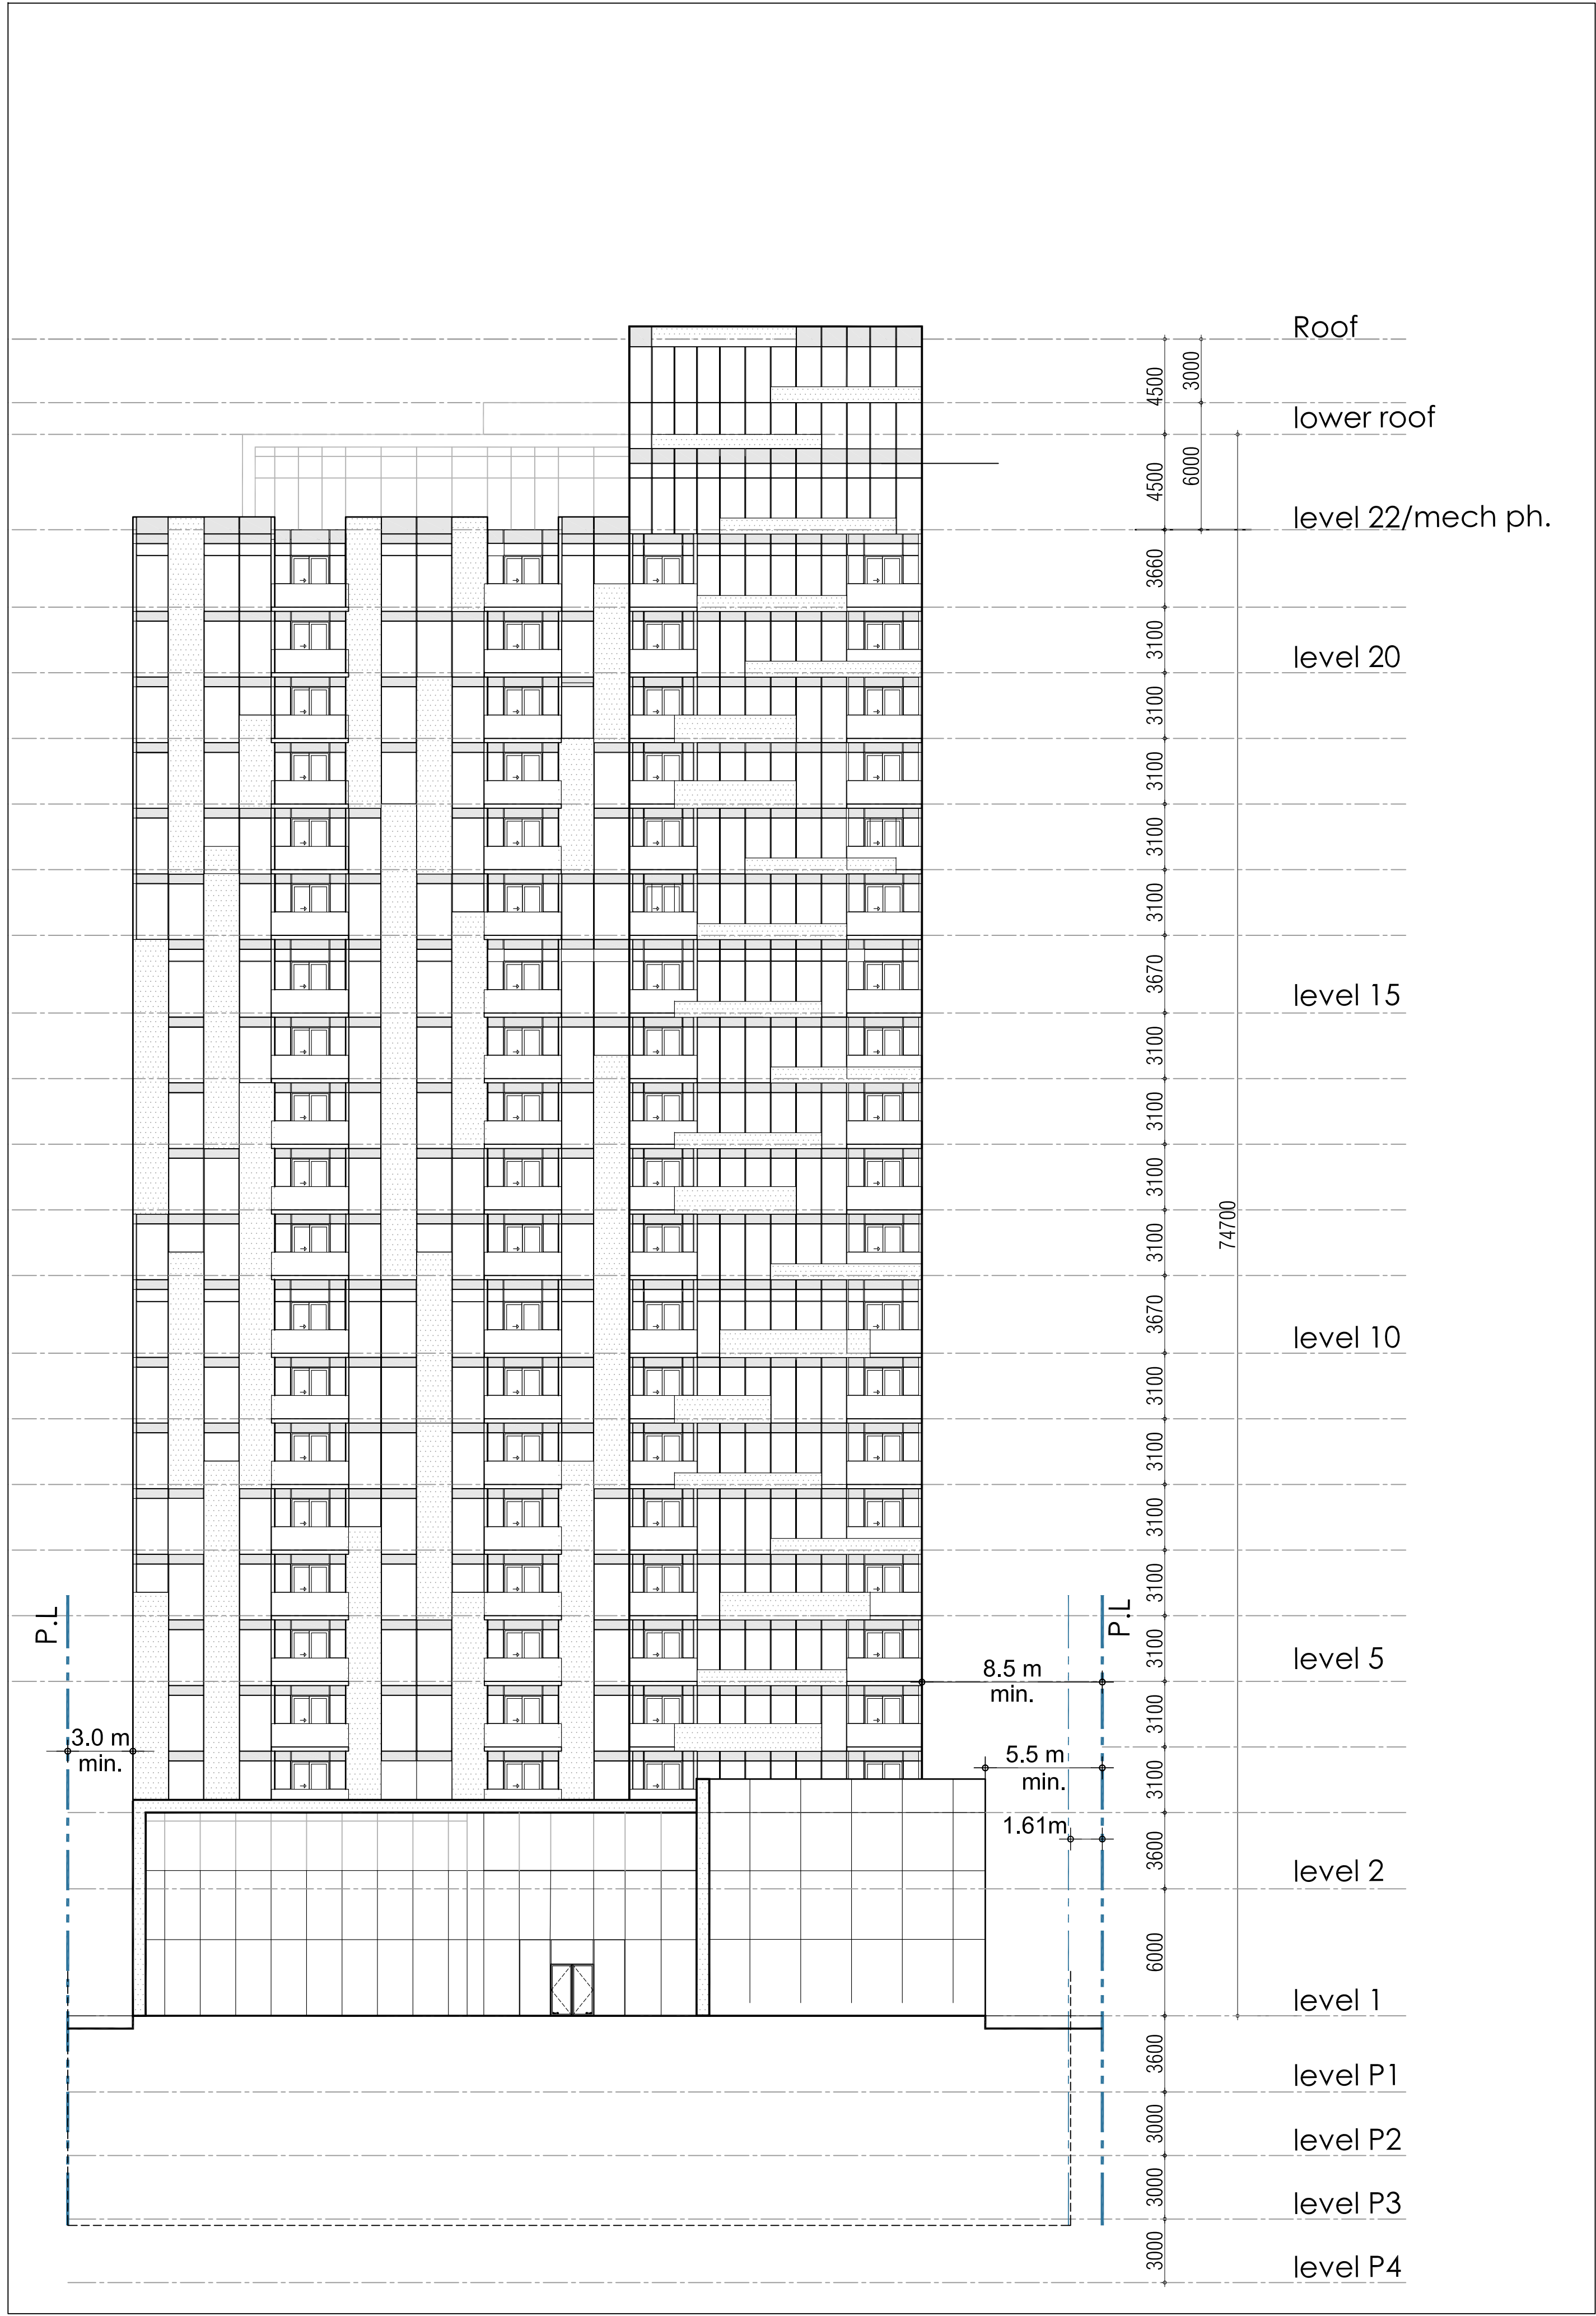 Roof
3000
4500
lower roof
6000
4500
level 22/mech ph.
3660
3100
level 20
3100
3100
3100
3100
3670
level 15
3100
3100
3100
74700
3100
3670
level 10
3100
3100
3100
3100
P.L
P.L
3100
level 5
8.5 m
min.
3100
3.0 m
min.
5.5 m
min.
3100
1.61m
3600
level 2
6000
level 1
3600
level P1
3000
level P2
3000
level P3
3000
level P4